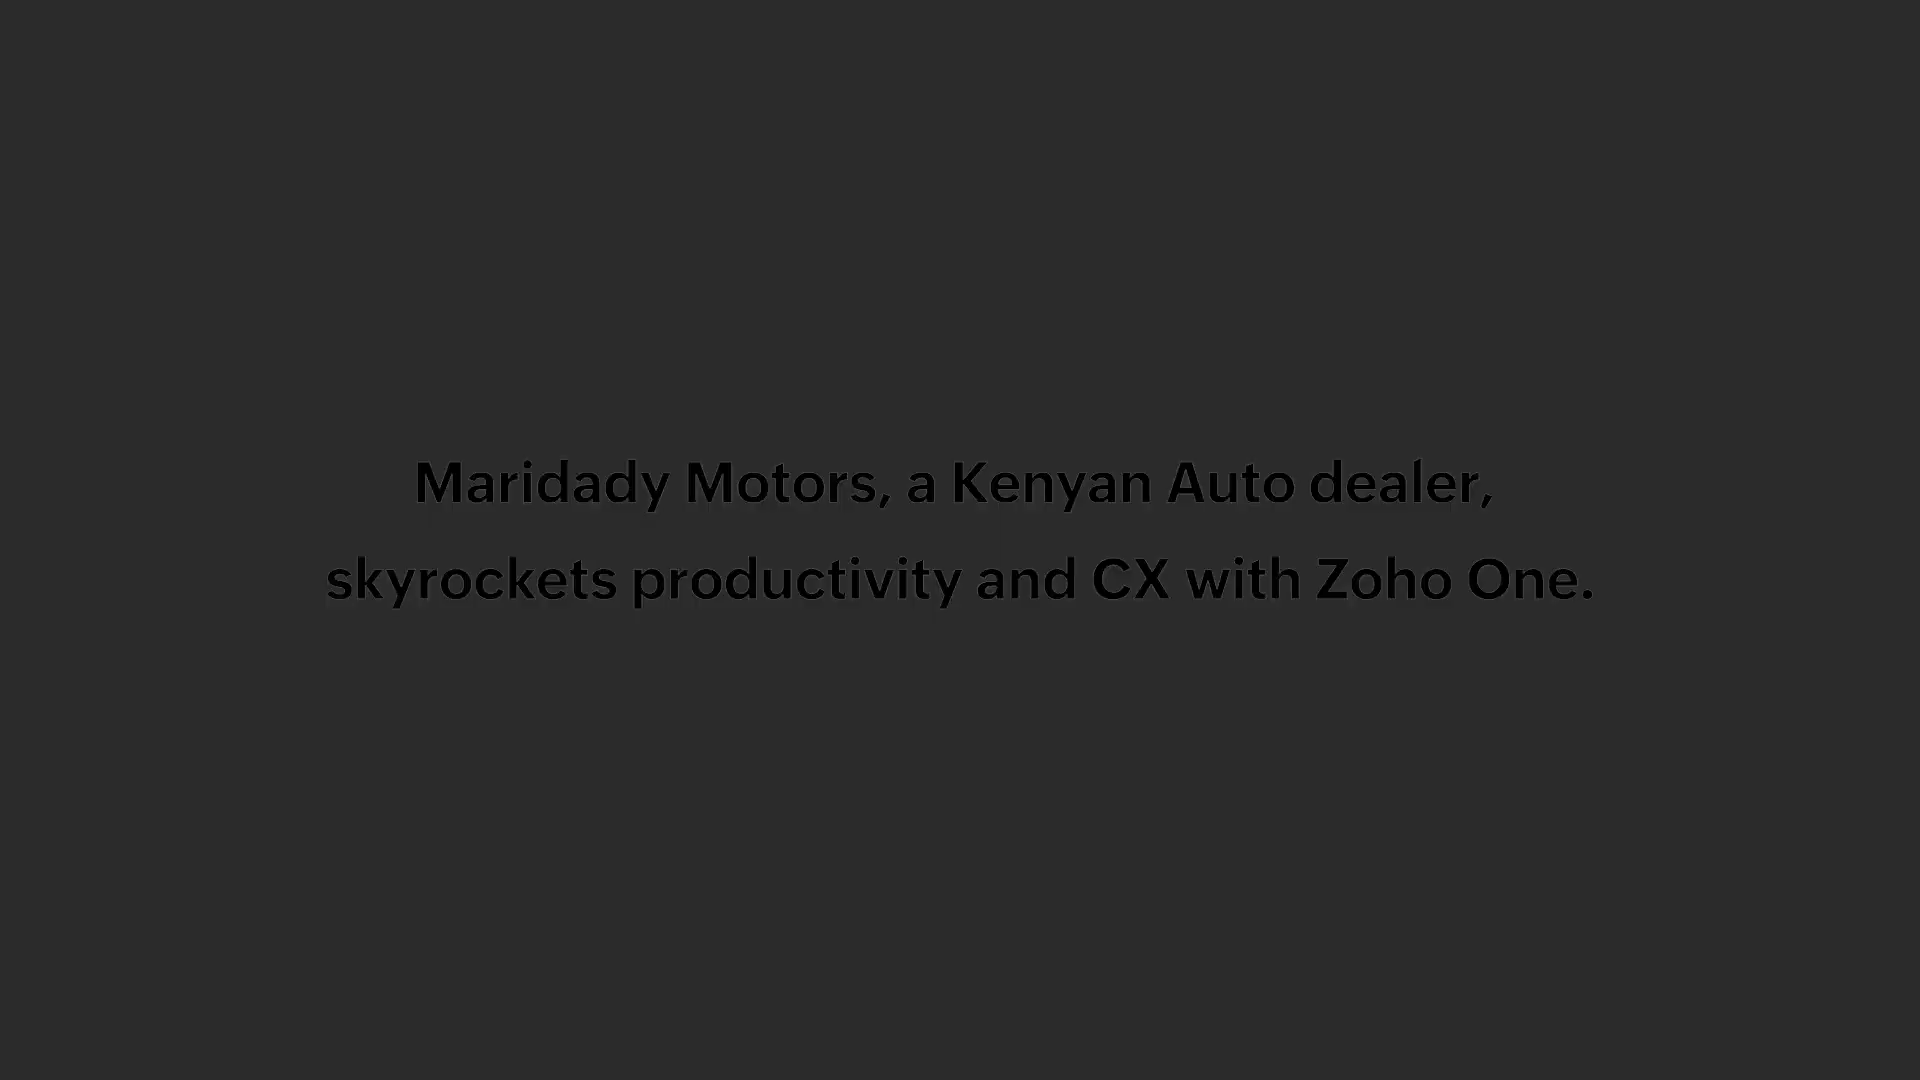 Maridady Motors, a Kenyan Auto dealer,
skyrockets productivity and CX with Zoho One.